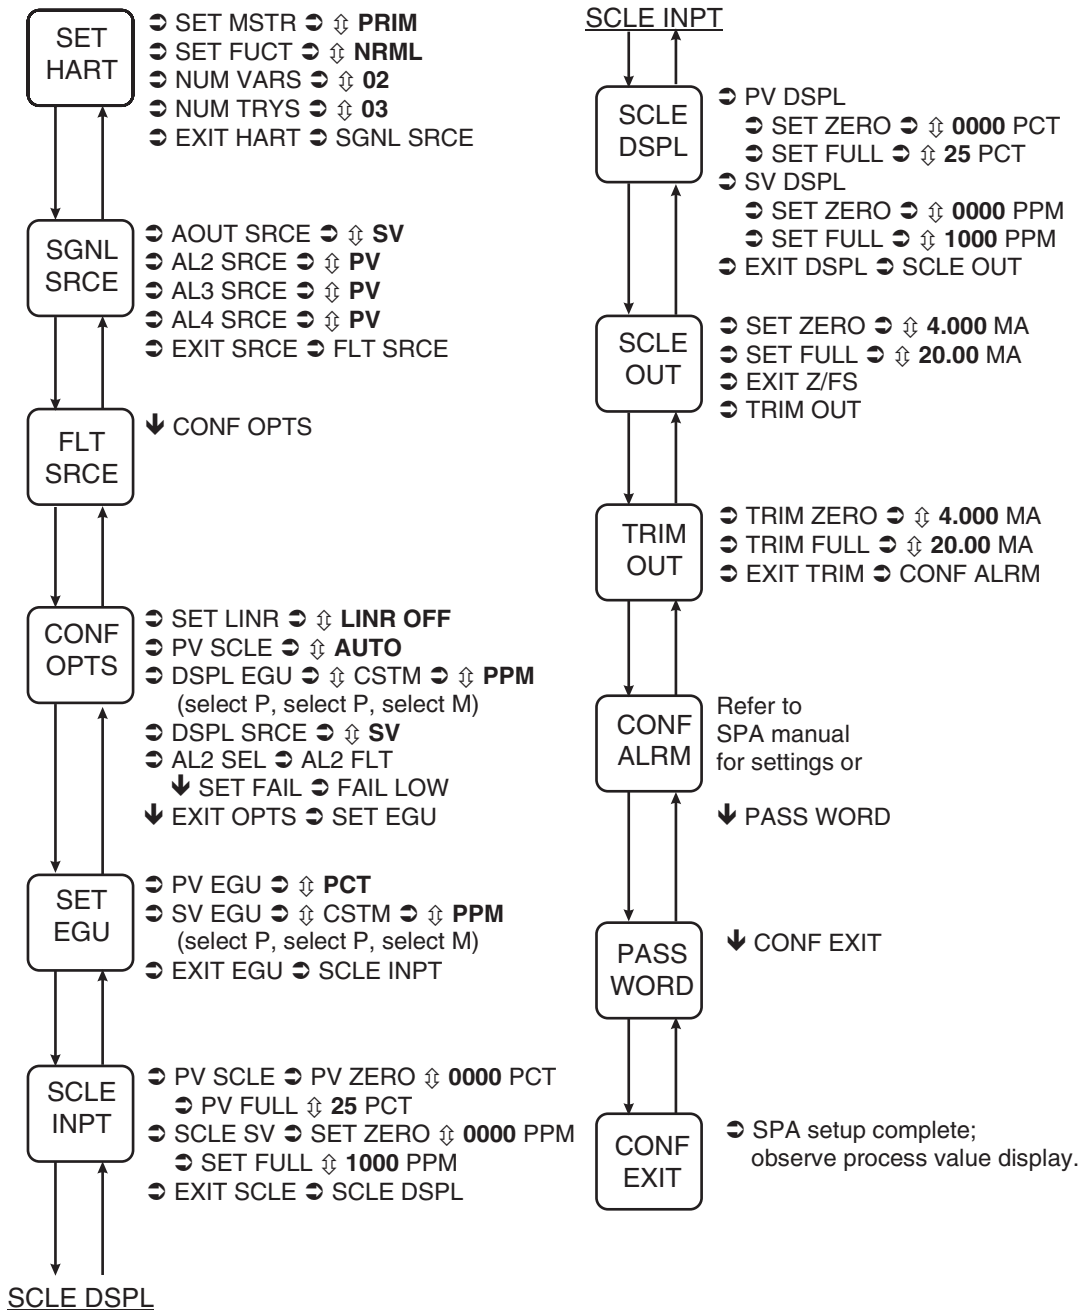 SET
HART
➲ SET MSTR ➲ ⇳ PRIM
➲ SET FUCT ➲ ⇳ NRML
➲ NUM VARS ➲ ⇳ 02
➲ NUM TRYS ➲ ⇳ 03
➲ EXIT HART ➲ SGNL SRCE
SGNL
SRCE
➲ AOUT SRCE ➲ ⇳ SV
➲ AL2 SRCE ➲ ⇳ PV
➲ AL3 SRCE ➲ ⇳ PV
➲ AL4 SRCE ➲ ⇳ PV
➲ EXIT SRCE ➲ FLT SRCE
FLT
SRCE
🡻 CONF OPTS
CONF
OPTS
➲ SET LINR ➲ ⇳ LINR OFF
➲ PV SCLE ➲ ⇳ AUTO
➲ DSPL EGU ➲ ⇳ CSTM ➲ ⇳ PPM
(select P, select P, select M)
➲ DSPL SRCE ➲ ⇳ SV
➲ AL2 SEL ➲ AL2 FLT
🡻 SET FAIL ➲ FAIL LOW
🡻 EXIT OPTS ➲ SET EGU
SET
EGU
➲ PV EGU ➲ ⇳ PCT
➲ SV EGU ➲ ⇳ CSTM ➲ ⇳ PPM
(select P, select P, select M)
➲ EXIT EGU ➲ SCLE INPT
SCLE
INPT
➲ PV SCLE ➲ PV ZERO ⇳ 0000 PCT
➲ PV FULL ⇳ 25 PCT
➲ SCLE SV ➲ SET ZERO ⇳ 0000 PPM
➲ SET FULL ⇳ 1000 PPM
➲ EXIT SCLE ➲ SCLE DSPL
SCLE DSPL
SCLE INPT
SCLE
DSPL
➲ PV DSPL
➲ SET ZERO ➲ ⇳ 0000 PCT
➲ SET FULL ➲ ⇳ 25 PCT
➲ SV DSPL
➲ SET ZERO ➲ ⇳ 0000 PPM
➲ SET FULL ➲ ⇳ 1000 PPM
➲ EXIT DSPL ➲ SCLE OUT
SCLE
OUT
➲ SET ZERO ➲ ⇳ 4.000 MA
➲ SET FULL ➲ ⇳ 20.00 MA
➲ EXIT Z/FS
➲ TRIM OUT
TRIM
OUT
➲ TRIM ZERO ➲ ⇳ 4.000 MA
➲ TRIM FULL ➲ ⇳ 20.00 MA
➲ EXIT TRIM ➲ CONF ALRM
CONF
ALRM
Refer to
SPA manual
for settings or
🡻 PASS WORD
PASS
WORD
🡻 CONF EXIT
CONF
EXIT
➲ SPA setup complete;
observe process value display.